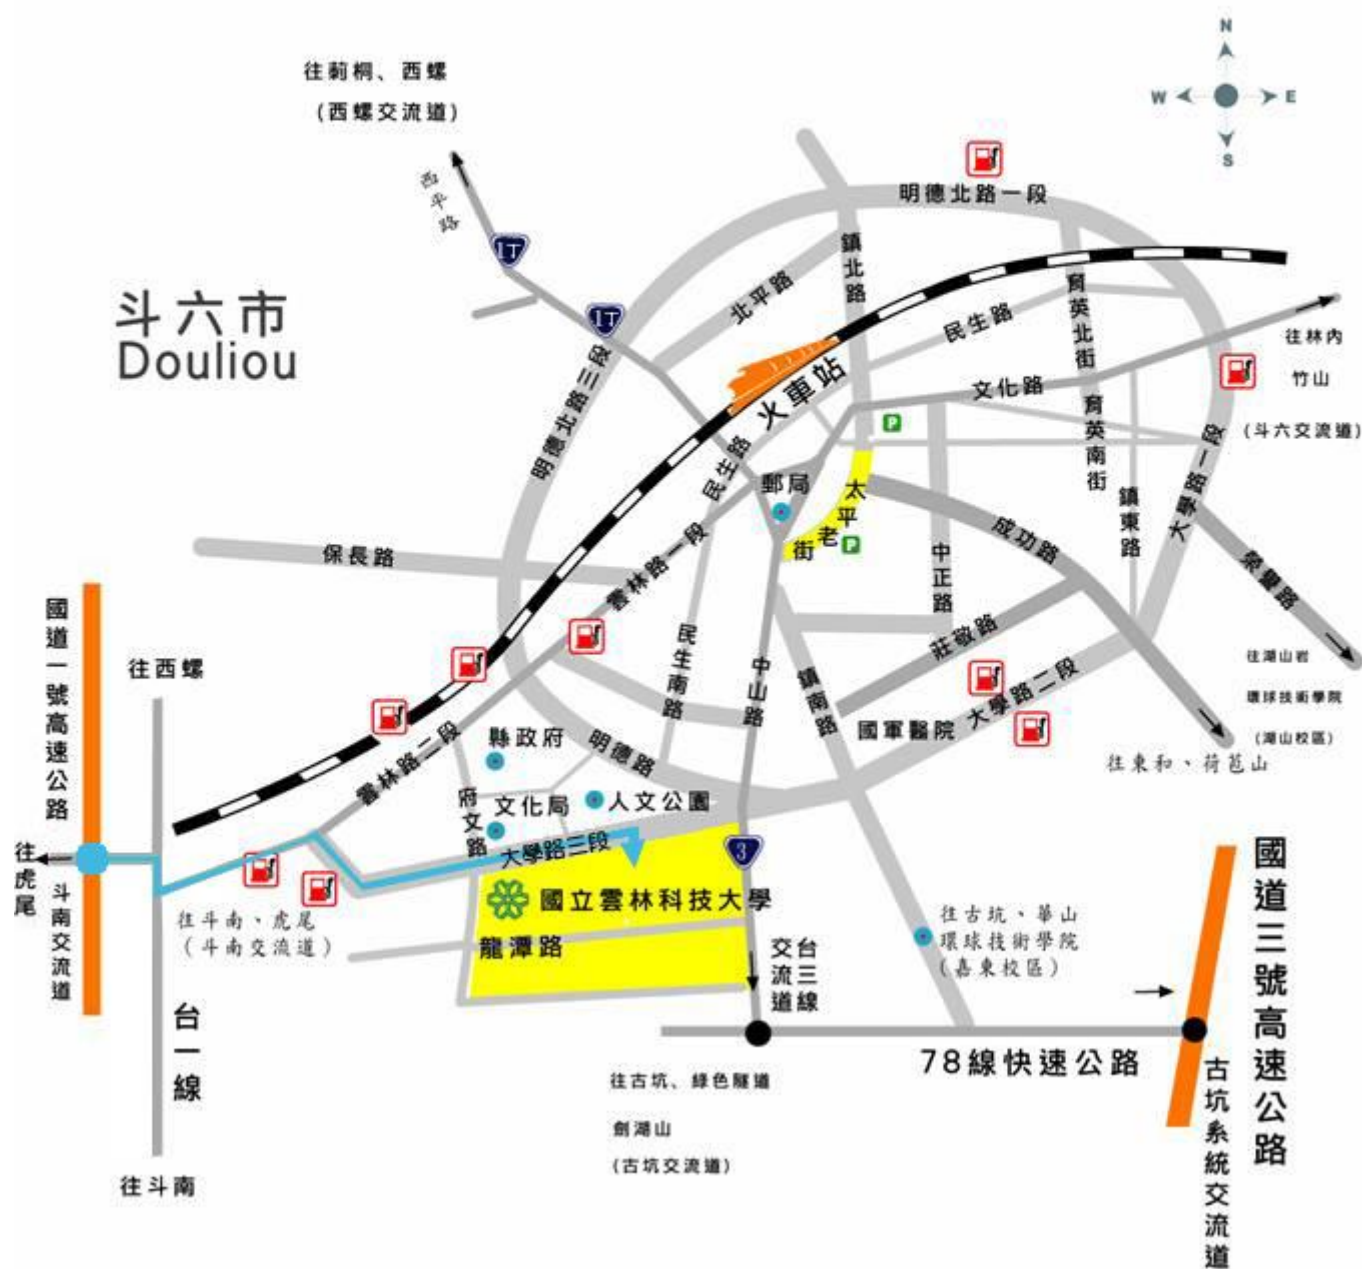 N
W
E
S
往莿桐、西螺
(西螺交流道)
西平路
1丁
1丁
斗六市
Douliou
明德北路一段
鎮北路
北平路
育英北街
民生路
往林內
竹山
(斗六交流道)
明德北路三段
火車站
文化路
育英南街
P
民生路
郵局
太平老街
P
大學路一段
鎮東路
成功路
中正路
榮譽路
保長路
雲林路一段
國道一號高速公路
往西螺
民生南路
中山路
鎮南路
莊敬路
大學路二段
國軍醫院
往湖山岩
環球技術學院
(湖山校區)
往東和、荷苞山
縣政府
明德路
雲林路二段
府文路
文化局
人文公園
大學路三段
3
往虎尾
斗南交流道
往斗南、虎尾
(斗南交流道)
國立雲林科技大學
龍潭路
往古坑、華山
環球技術學院
(嘉東校區)
國道三號高速公路
台三線
交流道
台一線
78線快速公路
古坑系統交流道
往古坑、綠色隧道
劍湖山
(古坑交流道)
往斗南